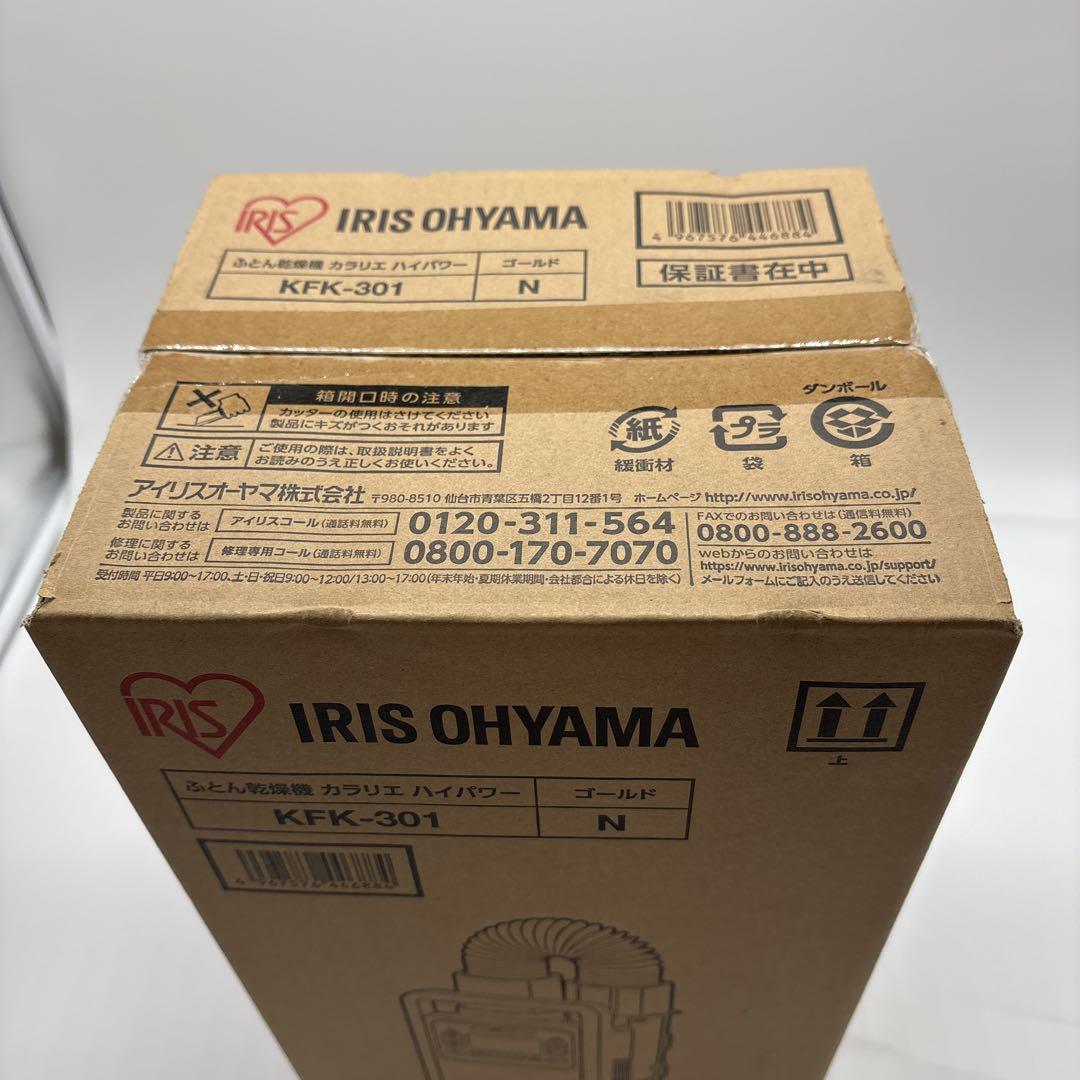 IRIS IRIS OHYAMA
4 967576 446884
ふとん乾燥機 カラリエ ハイパワー ゴールド
KFK-301 N
保証書在中
箱開口時の注意
カッターの使用はさけてください
製品にキズがつくおそれがあります
注意
ご使用の際は、取扱説明書をよく
お読みのうえ正しくお使いください。
紙
緩衝材
プラ
袋
ダンボール
箱
アイリスオーヤマ株式会社 〒980-8510 仙台市青葉区五橋2丁目12番1号 ホームページ http://www.irisohyama.co.jp/
製品に関する
お問い合わせは
アイリスコール(通話料無料) 0120-311-564
修理に関する
お問い合わせは
修理専用コール(通話料無料) 0800-170-7070
FAXでのお問い合わせは(通信料無料)
0800-888-2600
webからのお問い合わせは
https://www.irisohyama.co.jp/support/
メールフォームにご記入のうえ送信してください
受付時間 平日9:00〜17:00、土・日・祝日9:00〜12:00/13:00〜17:00(年末年始・夏期休業期間・会社都合による休日を除く)
IRIS IRIS OHYAMA
上
ふとん乾燥機 カラリエ ハイパワー ゴールド
KFK-301 N
4 967576 446884